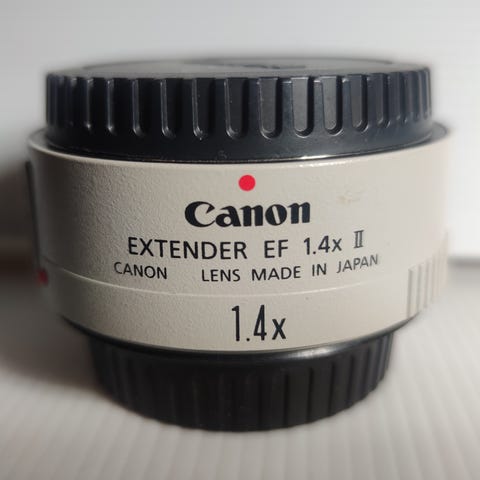 Canon
EXTENDER EF 1.4x II
CANON LENS MADE IN JAPAN
1.4x